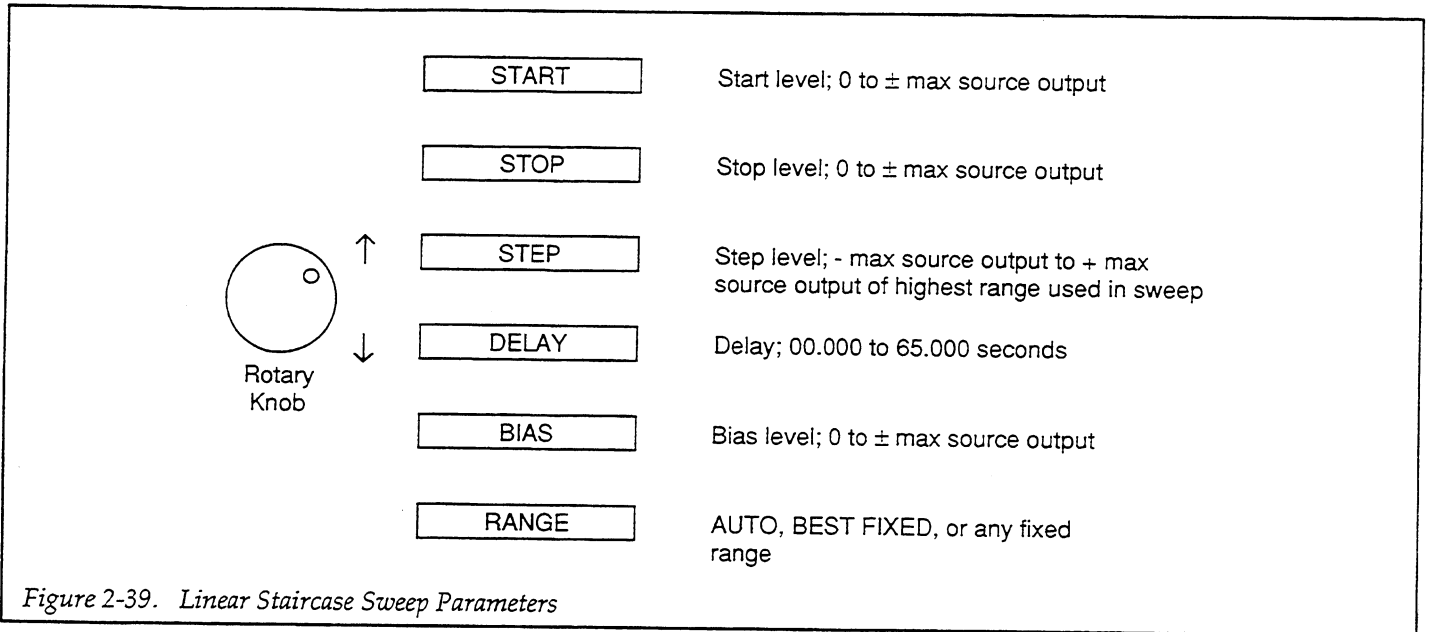 START
Start level; 0 to ± max source output
STOP
Stop level; 0 to ± max source output
↑
STEP
Step level; - max source output to + max
source output of highest range used in sweep
↓
DELAY
Delay; 00.000 to 65.000 seconds
Rotary
Knob
BIAS
Bias level; 0 to ± max source output
RANGE
AUTO, BEST FIXED, or any fixed
range
Figure 2-39. Linear Staircase Sweep Parameters